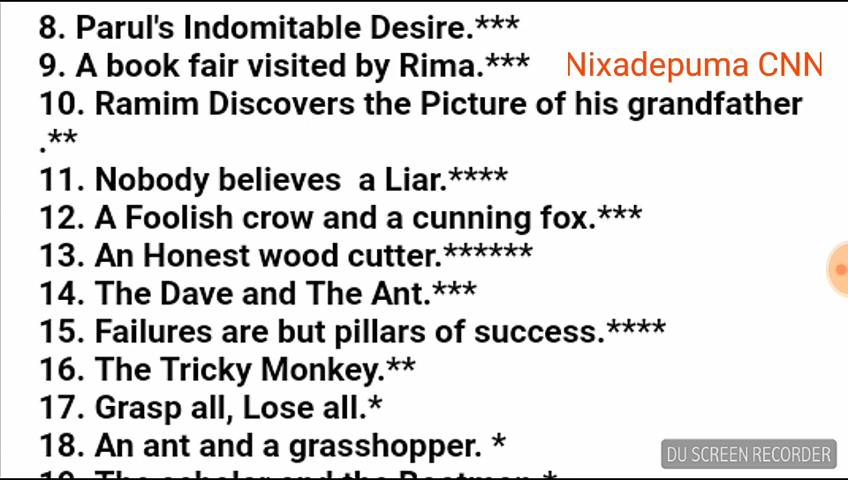 8. Parul's Indomitable Desire.***
9. A book fair visited by Rima.*** Nixadepuma CNN
10. Ramim Discovers the Picture of his grandfather
.**
11. Nobody believes a Liar.****
12. A Foolish crow and a cunning fox.***
13. An Honest wood cutter.******
14. The Dave and The Ant.***
15. Failures are but pillars of success.****
16. The Tricky Monkey.**
17. Grasp all, Lose all.*
18. An ant and a grasshopper. *
DU SCREEN RECORDER